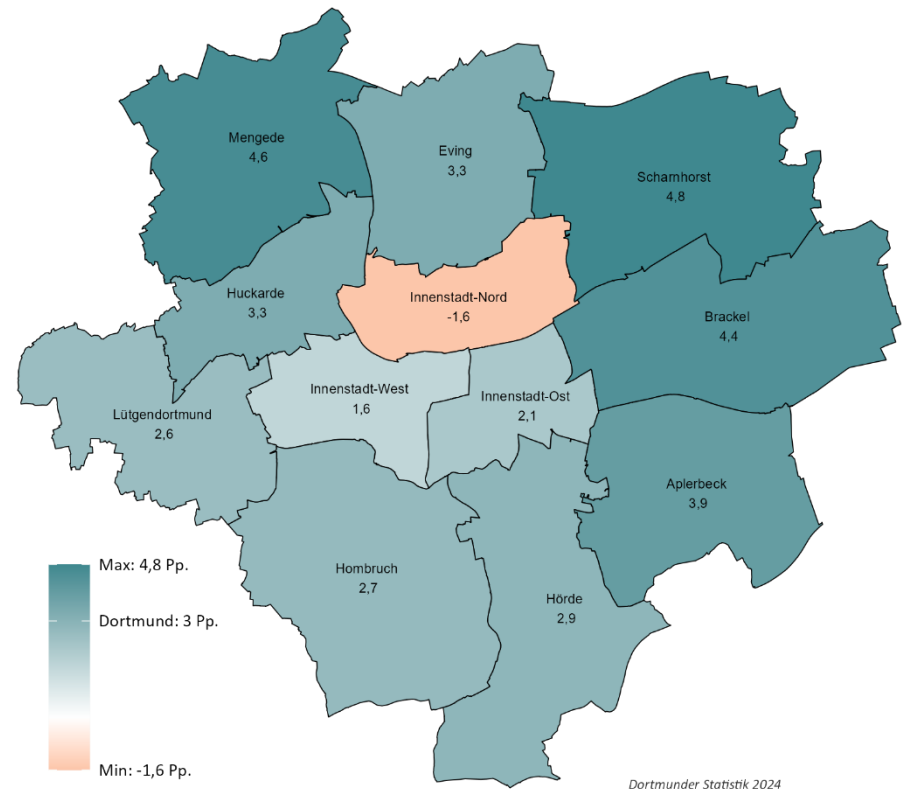 Mengede
4,6
Eving
3,3
Scharnhorst
4,8
Huckarde
3,3
Innenstadt-Nord
-1,6
Brackel
4,4
Innenstadt-West
1,6
Innenstadt-Ost
2,1
Lütgendortmund
2,6
Aplerbeck
3,9
Hombruch
2,7
Hörde
2,9
Max: 4,8 Pp.
Dortmund: 3 Pp.
Min: -1,6 Pp.
Dortmunder Statistik 2024